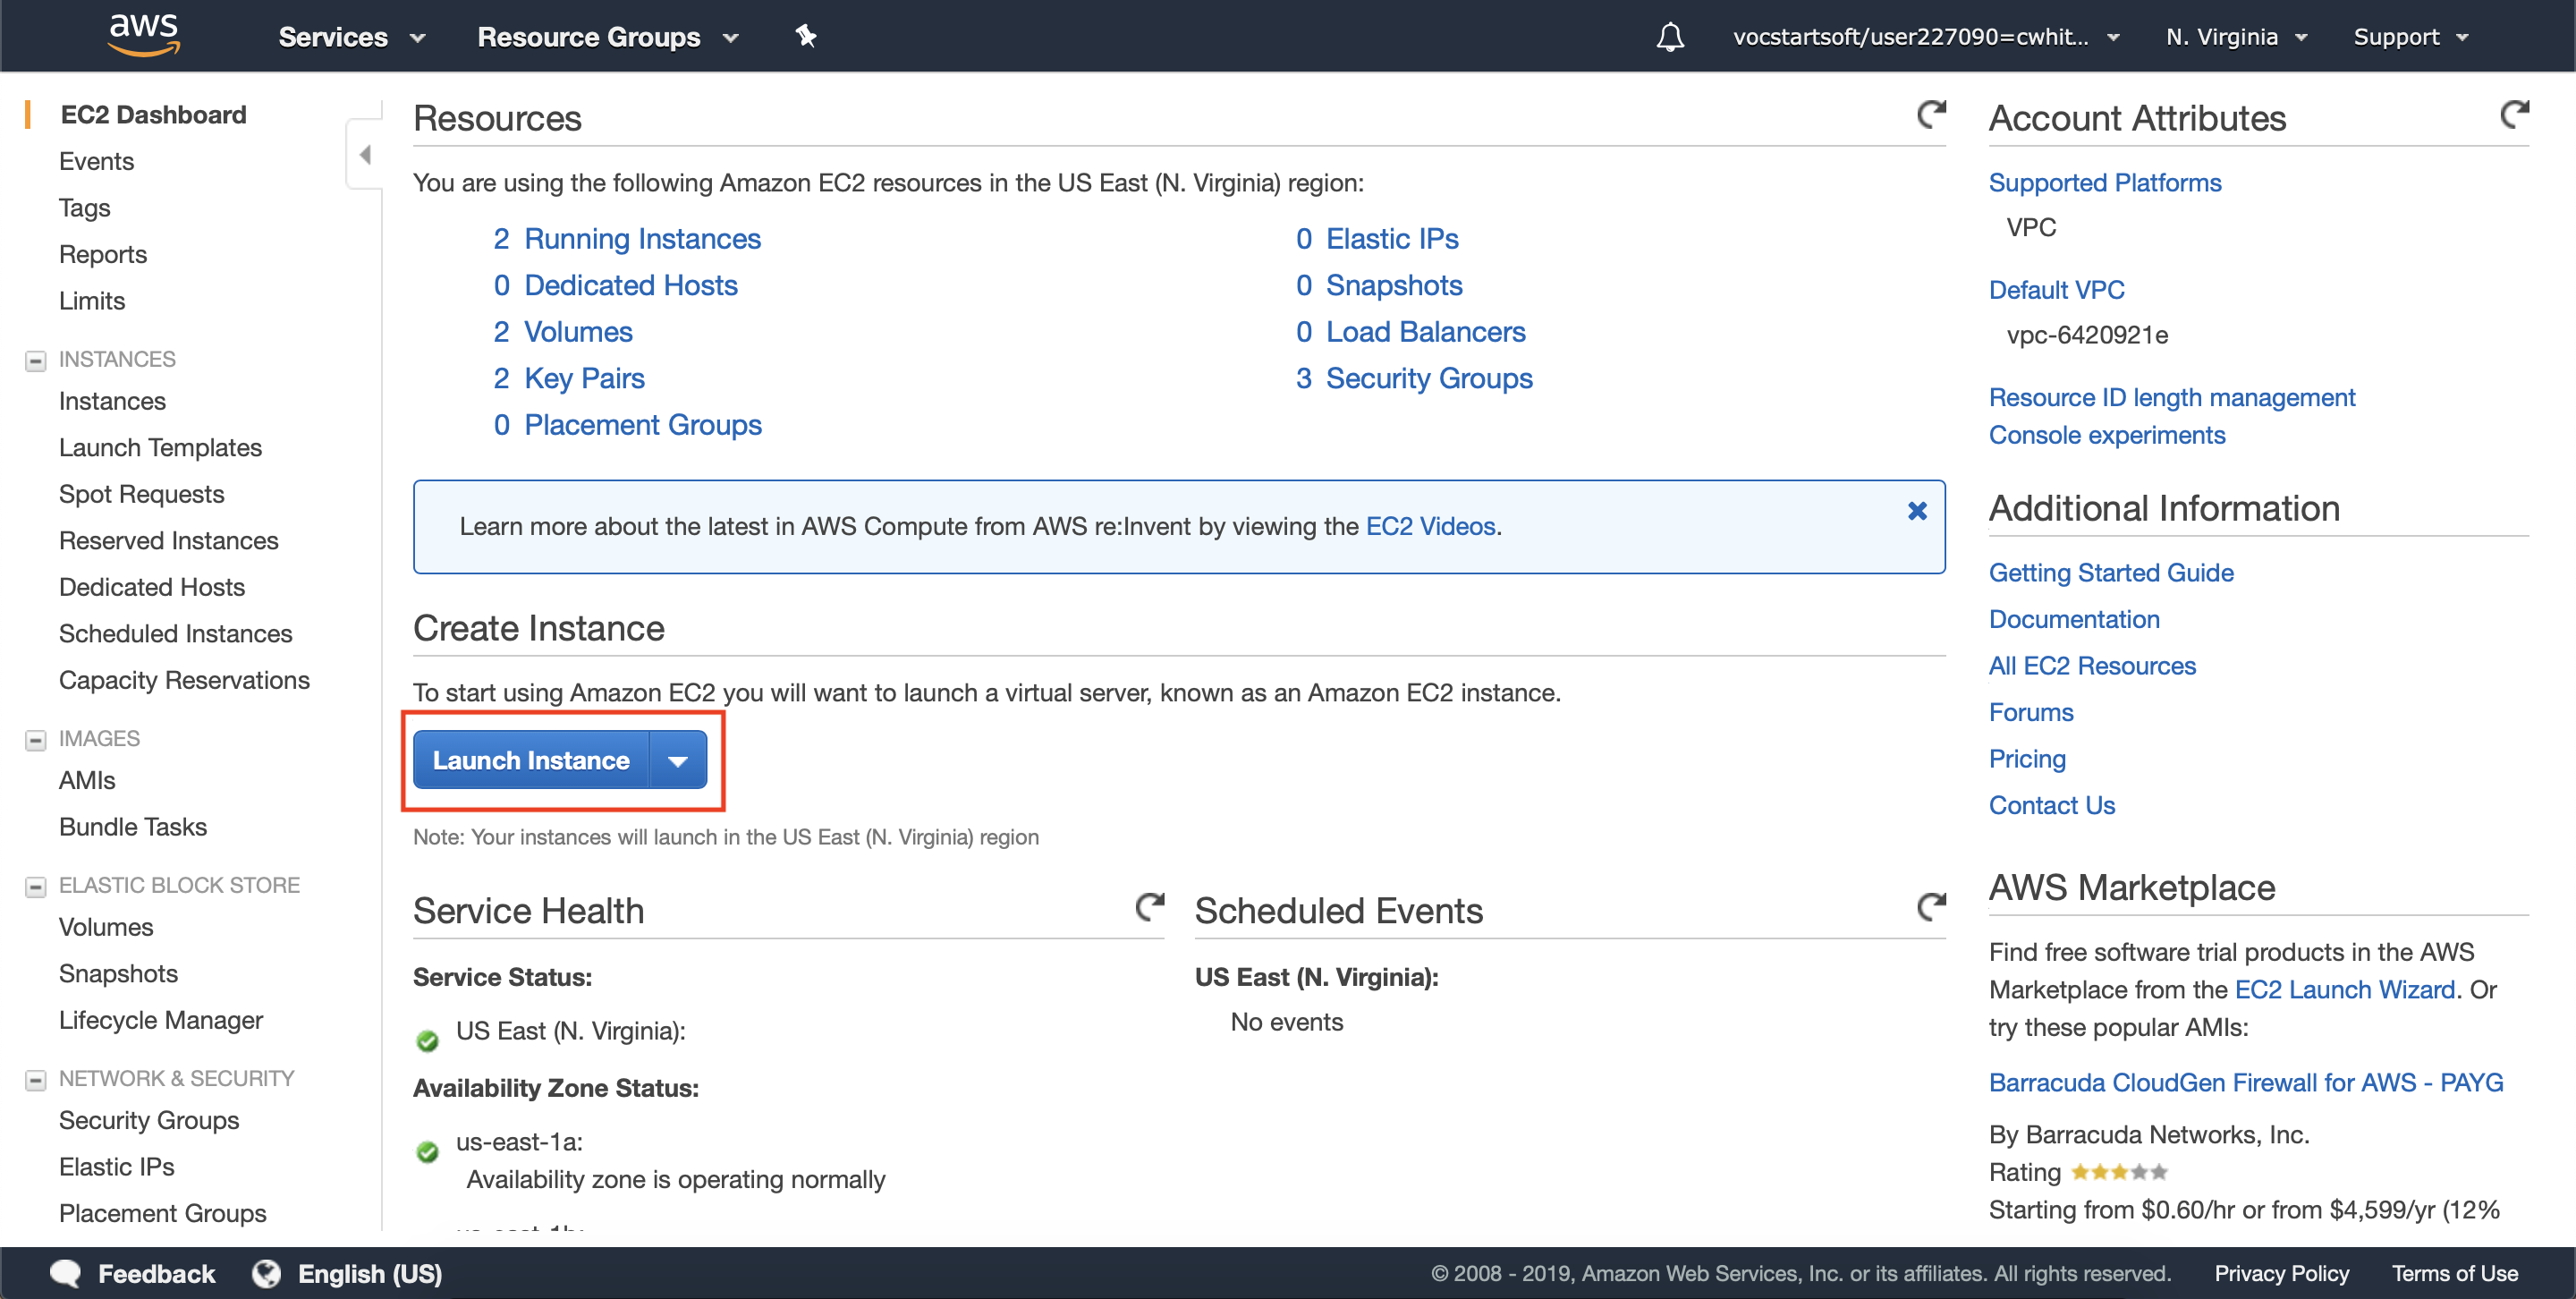 aws
Services
Resource Groups
vocstartsoft/user227090=cwhit...
N. Virginia
Support
EC2 Dashboard
Events
Tags
Reports
Limits
INSTANCES
Instances
Launch Templates
Spot Requests
Reserved Instances
Dedicated Hosts
Scheduled Instances
Capacity Reservations
IMAGES
AMIs
Bundle Tasks
ELASTIC BLOCK STORE
Volumes
Snapshots
Lifecycle Manager
NETWORK & SECURITY
Security Groups
Elastic IPs
Placement Groups
Resources
You are using the following Amazon EC2 resources in the US East (N. Virginia) region:
2 Running Instances
0 Dedicated Hosts
2 Volumes
2 Key Pairs
0 Placement Groups
0 Elastic IPs
0 Snapshots
0 Load Balancers
3 Security Groups
Learn more about the latest in AWS Compute from AWS re:Invent by viewing the EC2 Videos.
Create Instance
To start using Amazon EC2 you will want to launch a virtual server, known as an Amazon EC2 instance.
Launch Instance
Note: Your instances will launch in the US East (N. Virginia) region
Service Health
Service Status:
US East (N. Virginia):
Availability Zone Status:
us-east-1a:
Availability zone is operating normally
Scheduled Events
US East (N. Virginia):
No events
Account Attributes
Supported Platforms
VPC
Default VPC
vpc-6420921e
Resource ID length management
Console experiments
Additional Information
Getting Started Guide
Documentation
All EC2 Resources
Forums
Pricing
Contact Us
AWS Marketplace
Find free software trial products in the AWS
Marketplace from the EC2 Launch Wizard. Or
try these popular AMIs:
Barracuda CloudGen Firewall for AWS - PAYG
By Barracuda Networks, Inc.
Rating
Starting from $0.60/hr or from $4,599/yr (12%
Feedback
English (US)
© 2008 - 2019, Amazon Web Services, Inc. or its affiliates. All rights reserved.
Privacy Policy
Terms of Use